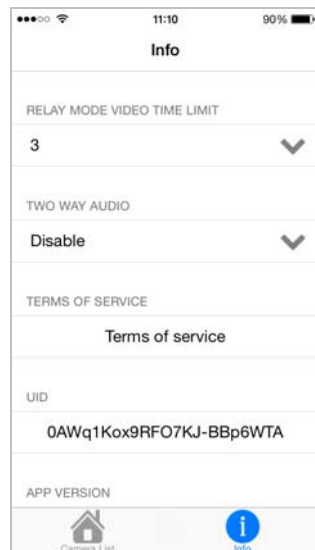 11:10
90%
Info
RELAY MODE VIDEO TIME LIMIT
3
TWO WAY AUDIO
Disable
TERMS OF SERVICE
Terms of service
UID
0AWq1Kox9RFO7KJ-BBp6WTA
APP VERSION
Camera List
Info